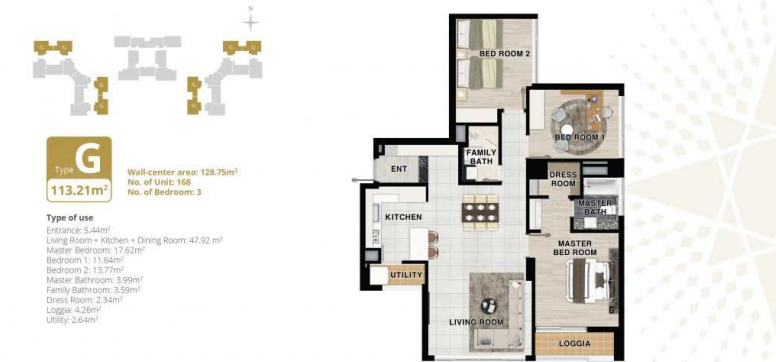 N
G G
G G
G
G
G
G
Type G
113.21m²
Wall-center area: 128.75m²
No. of Unit: 168
No. of Bedroom: 3
Type of use
Entrance: 5.44m²
Living Room + Kitchen + Dining Room: 47.92 m²
Master Bedroom: 17.62m²
Bedroom 1: 11.64m²
Bedroom 2: 13.77m²
Master Bathroom: 3.99m²
Family Bathroom: 3.59m²
Dress Room: 2.34m²
Loggia: 4.26m²
Utility: 2.64m²
BED ROOM 2
BED ROOM 1
FAMILY
BATH
ENT
DRESS
ROOM
MASTER
BATH
KITCHEN
MASTER
BED ROOM
UTILITY
LIVING ROOM
LOGGIA